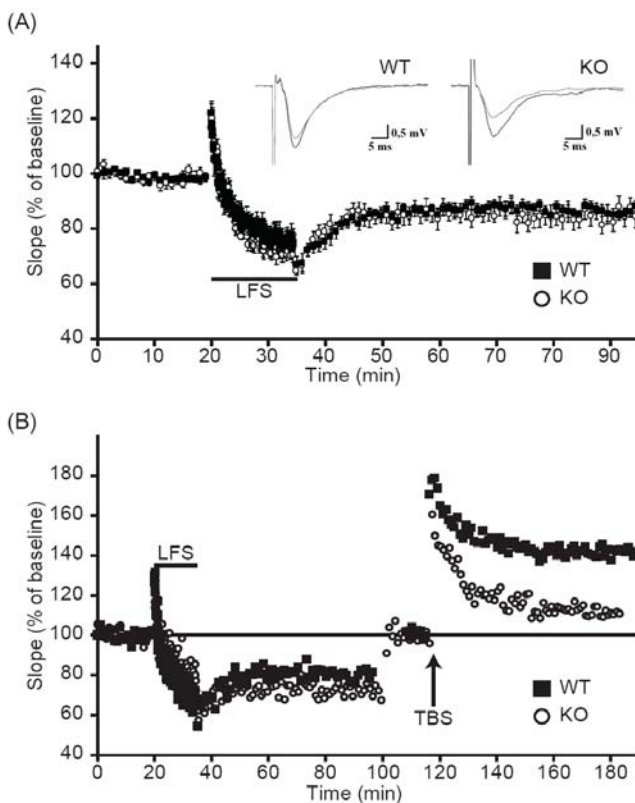 (A)
140
120
100
80
60
40
Slope (% of baseline)
WT
KO
0,5 mV
5 ms
0,5 mV
5 ms
LFS
WT
KO
0 10 20 30 40 50 60 70 70 90
Time (min)
(B)
180
160
140
120
100
80
60
40
Slope (% of baseline)
LFS
TBS
WT
KO
0 20 40 60 80 100 120 140 160 180
Time (min)